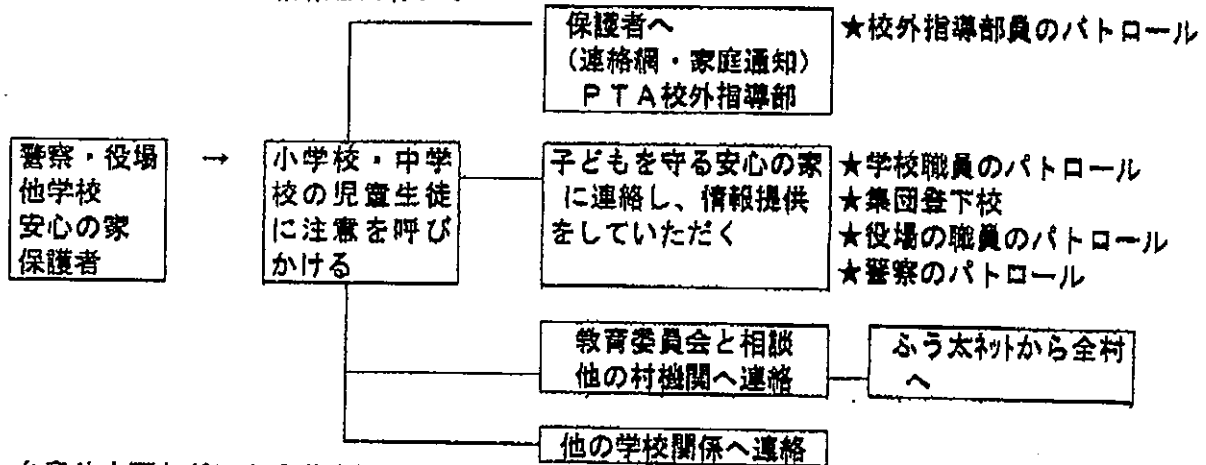 保護者へ
(連絡網・家庭通知)
PTA校外指導部
★校外指導部員のパトロール
警察・役場
他学校
安心の家
保護者
→
小学校・中学
校の児童生徒
に注意を呼び
かける
子どもを守る安心の家
に連絡し、情報提供
をしていただく
★学校職員のパトロール
★集団登下校
★役場の職員のパトロール
★警察のパトロール
教育委員会と相談
他の村機関へ連絡
ふう太ネットから全村
へ
他の学校関係へ連絡